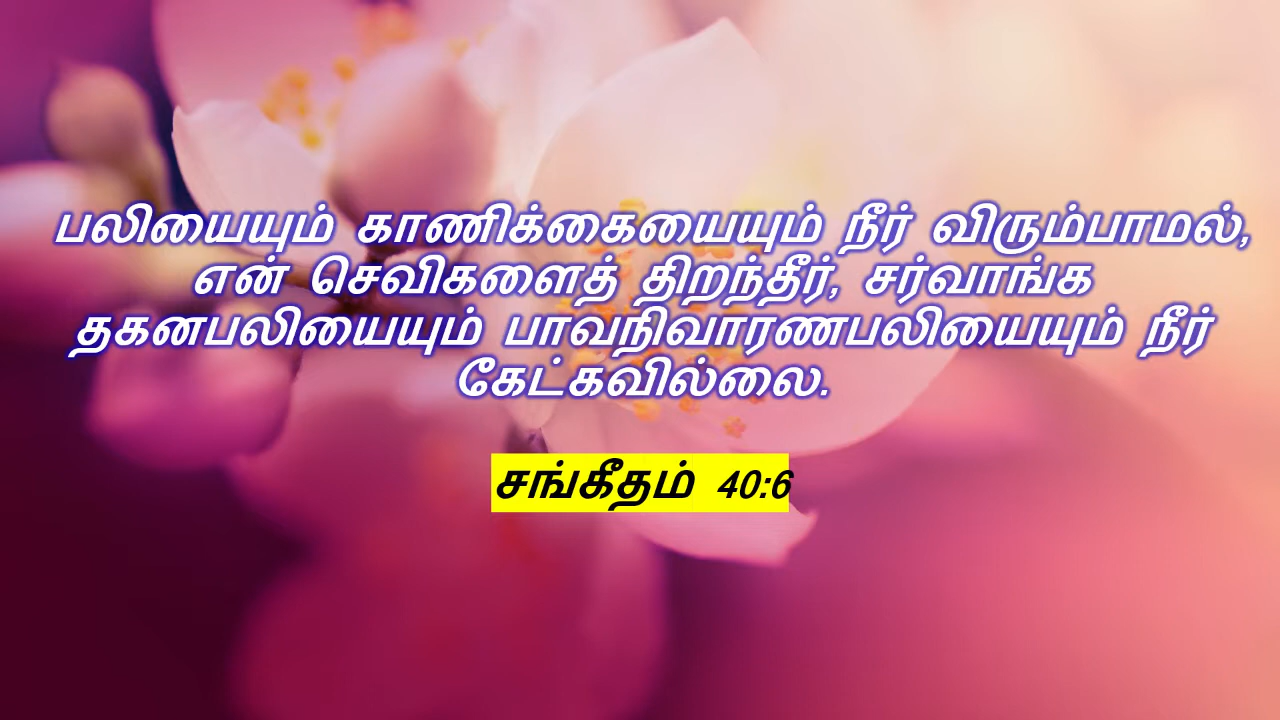 பலியையும் காணிக்கையையும் நீர் விரும்பாமல்,
என் செவிகளைத் திறந்தீர், சர்வாங்க
தகனபலியையும் பாவநிவாரணபலியையும் நீர்
கேட்கவில்லை.
சங்கீதம் 40:6